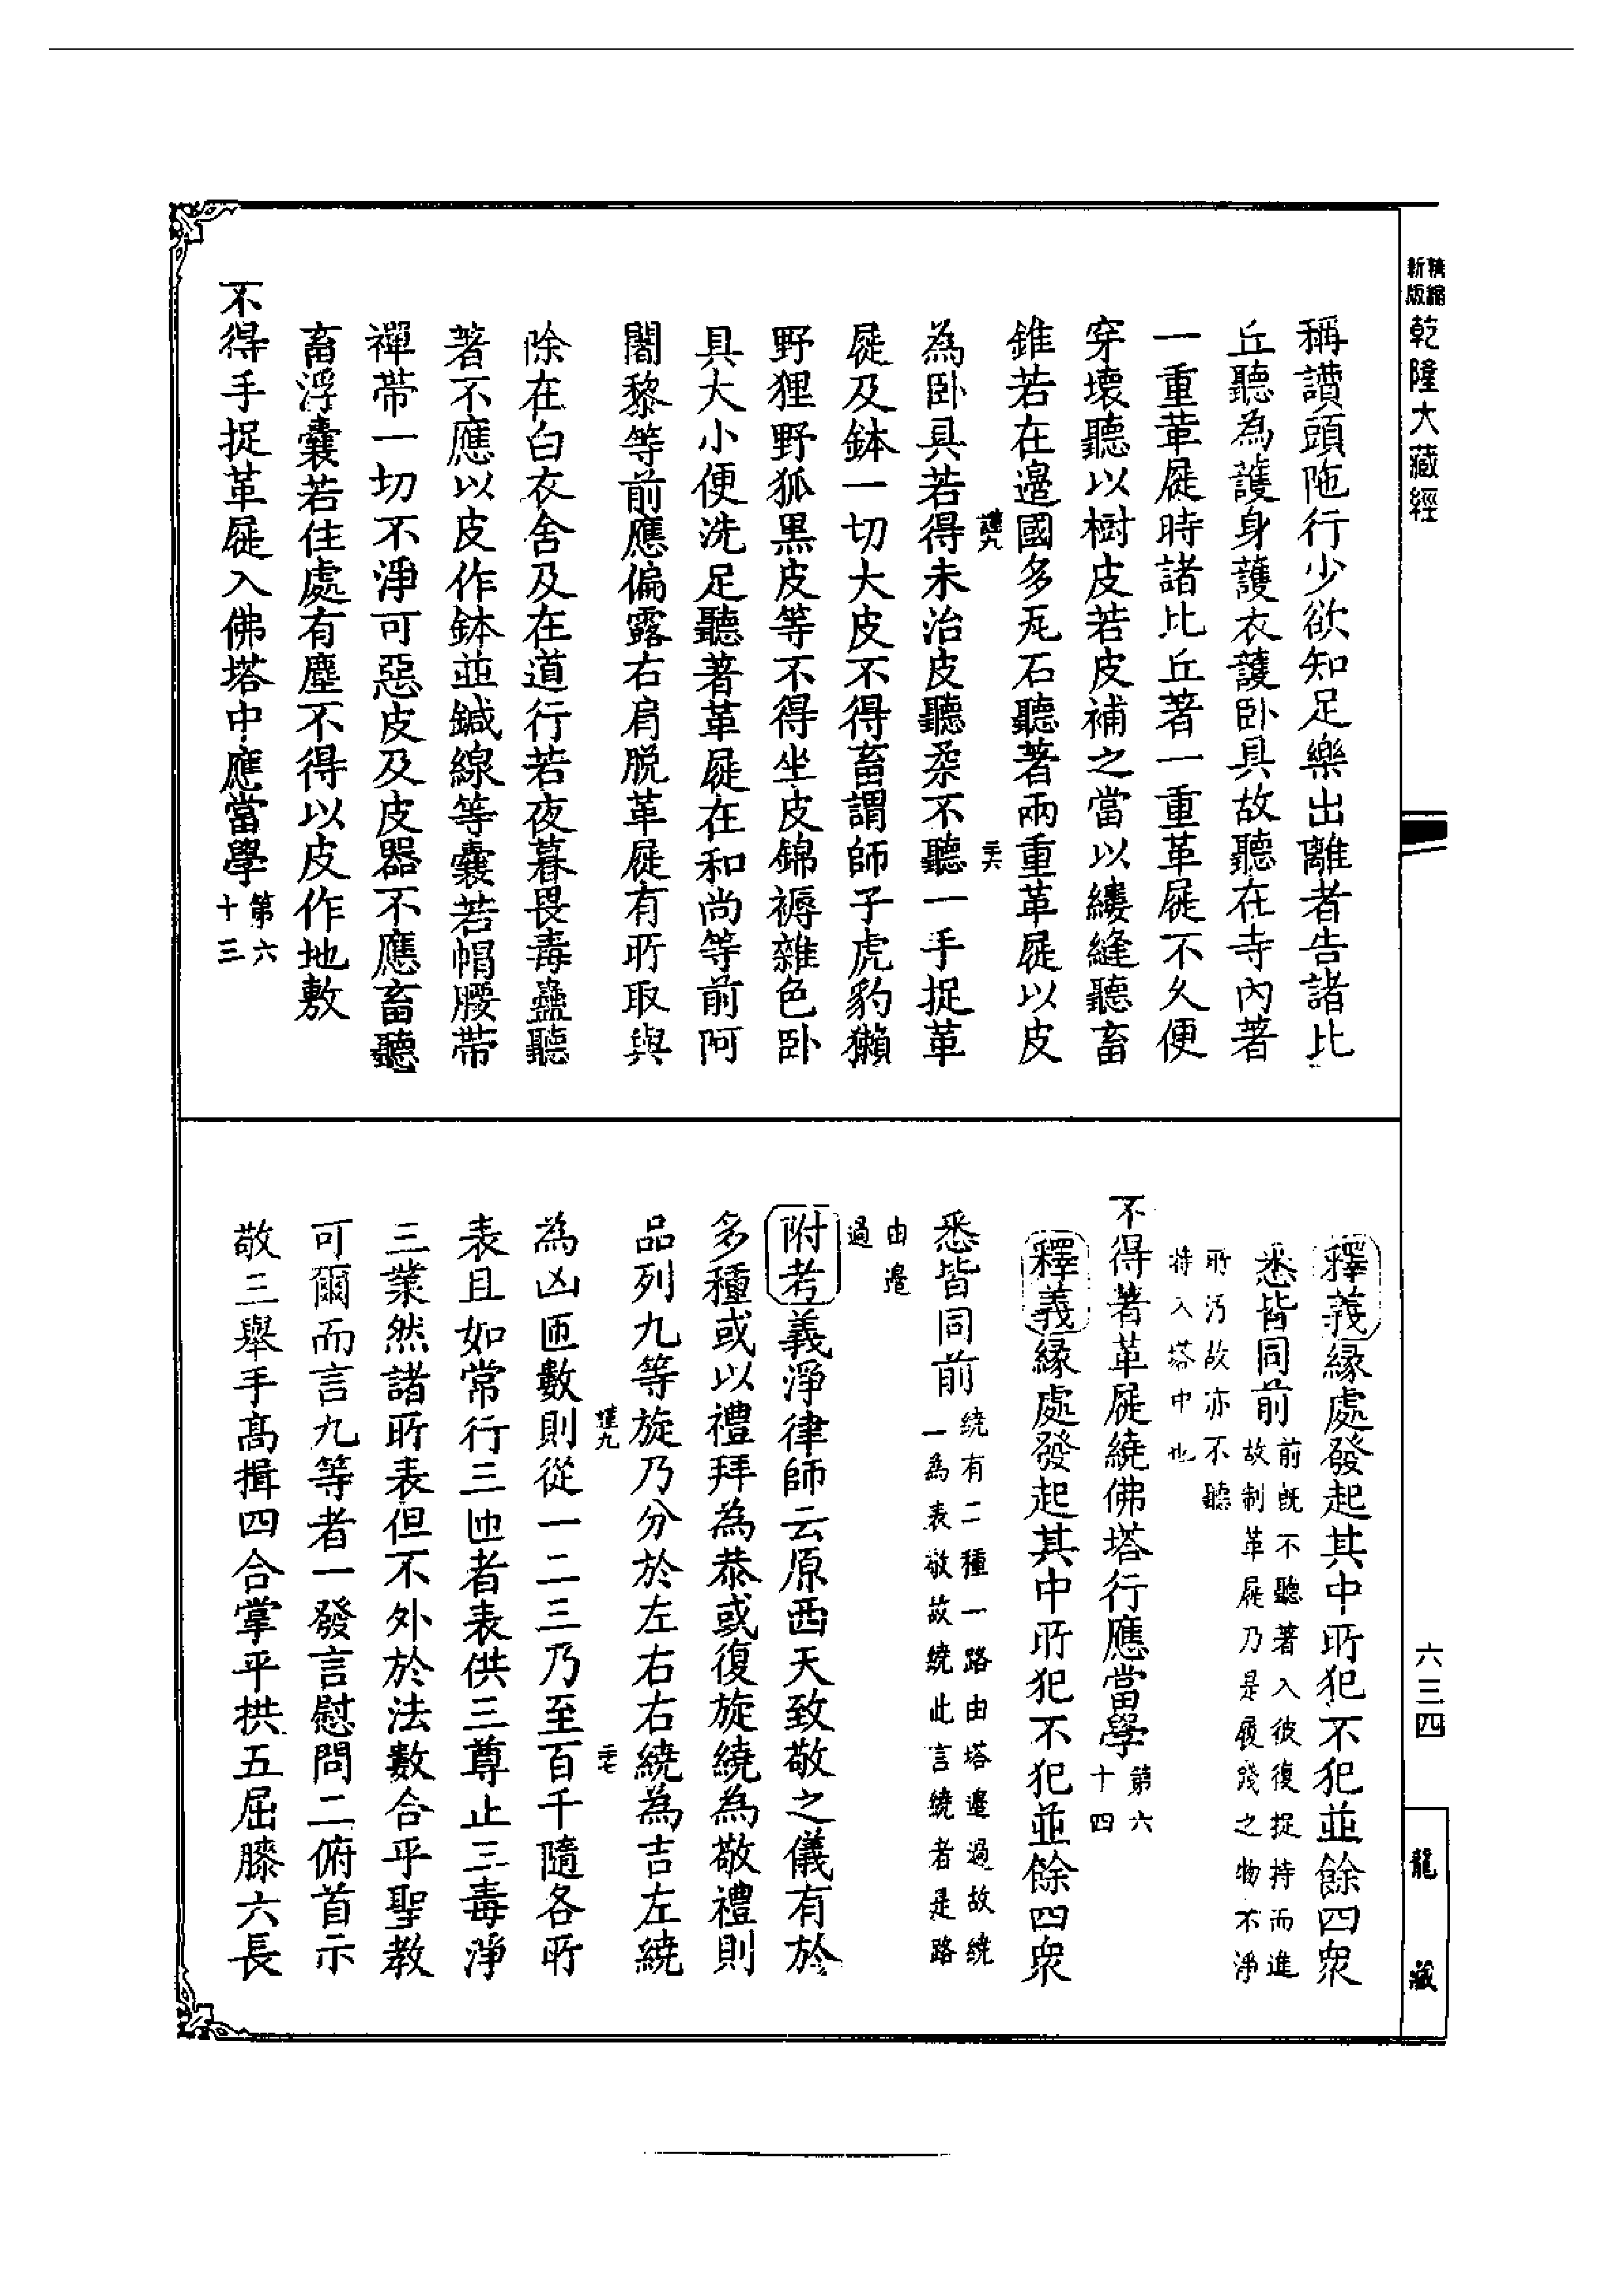 精縮新版乾隆大藏經
稱讚頭陁行少欲知足樂出離者告諸比
丘聽為護身護衣護卧具故聽在寺內著
一重革屣時諸比丘著一重革屣不久便
穿壞聽以樹皮若皮補之當以縷縫聽畜
錐若在邊國多瓦石聽著兩重革屣以皮
為卧具若得未治皮聽柔不聽一手捉革
屣及鉢一切大皮不得畜謂師子虎豹獺
野狸野狐黑皮等不得坐皮錦褥雜色卧
具大小便洗足聽著革屣在和尚等前阿
闍黎等前應偏露右肩脫革屣有所取與
除在白衣舍及在道行若夜暮畏毒蠚聽
著不應以皮作鉢並鍼線等囊若帽腰帶
禪帶一切不淨可惡皮及皮器不應畜聽
畜浮囊若住處有塵不得以皮作地敷
不得手捉革屣入佛塔中應當學第六十三
六三四
龍藏
釋義緣處發起其中所犯不犯並餘四衆
悉皆同前前既不聽著入彼復捉持而進
故制革屣乃是履踐之物不淨
所污故亦不聽
持入塔中也
不得著革屣繞佛塔行應當學第六十四
釋義緣處發起其中所犯不犯並餘四衆
悉皆同前繞有二種一路由塔邊過故繞
一為表敬故繞此言繞者是路
由邊
過
附考義淨律師云原西天致敬之儀有於
多種或以禮拜為恭或復旋繞為敬禮則
品列九等旋乃分於左右右繞為吉左繞
為凶匝數則從一二三乃至百千隨各所
表且如常行三匝者表供三尊止三毒淨
三業然諸所表但不外於法數合乎聖教
可爾而言九等者一發言慰問二俯首示
敬三舉手高揖四合掌平拱五屈膝六長